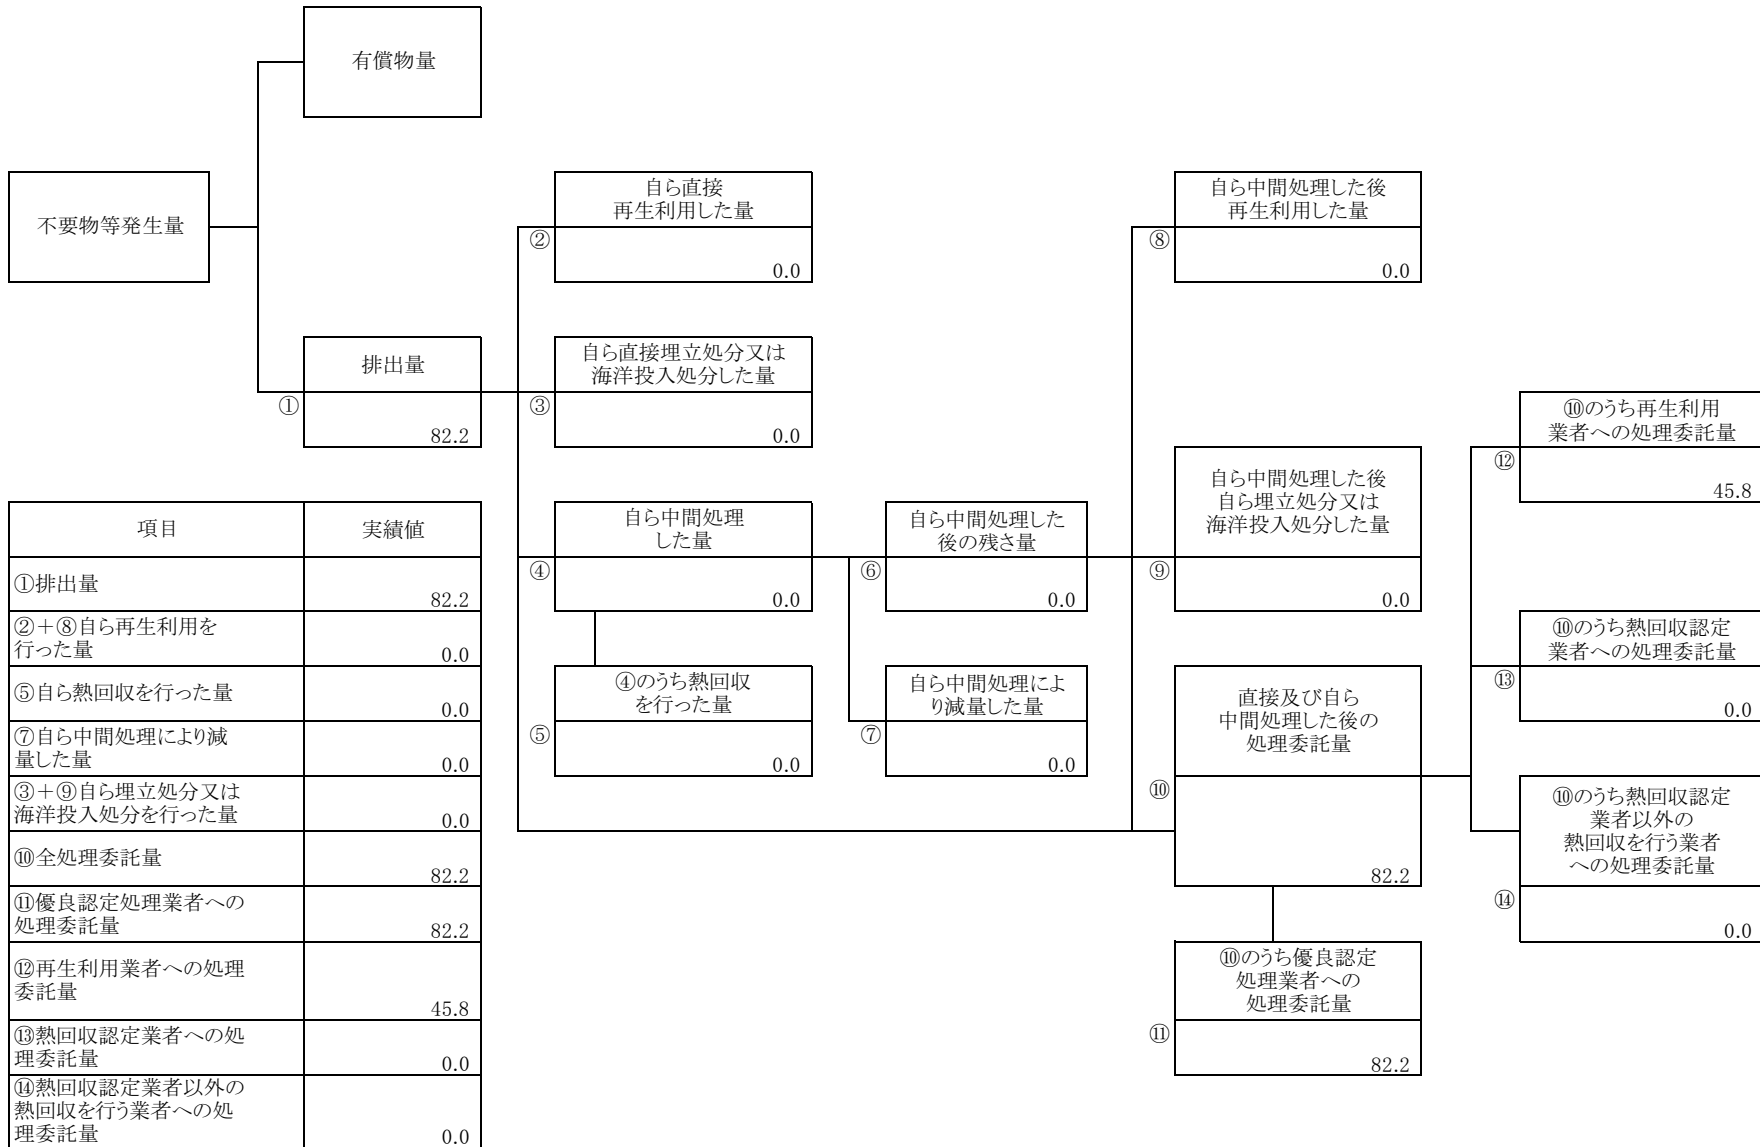 有償物量
不要物等発生量
自ら直接
再生利用した量
②
0.0
自ら中間処理した後
再生利用した量
⑧
0.0
排出量
①
82.2
自ら直接埋立処分又は
海洋投入処分した量
③
0.0
⑩のうち再生利用
業者への処理委託量
⑫
45.8
自ら中間処理
した量
④
0.0
自ら中間処理した
後の残さ量
⑥
0.0
自ら中間処理した後
自ら埋立処分又は
海洋投入処分した量
⑨
0.0
⑩のうち熱回収認定
業者への処理委託量
⑬
0.0
④のうち熱回収
を行った量
⑤
0.0
自ら中間処理によ
り減量した量
⑦
0.0
直接及び自ら
中間処理した後の
処理委託量
⑩
82.2
⑩のうち熱回収認定
業者以外の
熱回収を行う業者
への処理委託量
⑭
0.0
⑩のうち優良認定
処理業者への
処理委託量
⑪
82.2
項目 実績値
①排出量
82.2
②＋⑧自ら再生利用を
行った量
0.0
⑤自ら熱回収を行った量
0.0
⑦自ら中間処理により減
量した量
0.0
③＋⑨自ら埋立処分又は
海洋投入処分を行った量
0.0
⑩全処理委託量
82.2
⑪優良認定処理業者への
処理委託量
82.2
⑫再生利用業者への処理
委託量
45.8
⑬熱回収認定業者への処
理委託量
0.0
⑭熱回収認定業者以外の
熱回収を行う業者への処
理委託量
0.0